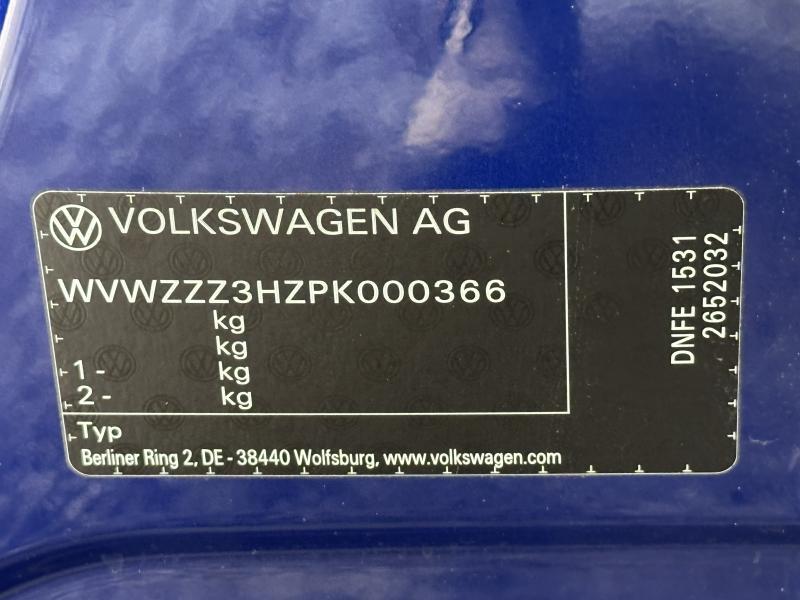 VOLKSWAGEN AG
WVWZZZ3HZPK000366
kg
kg
1 - kg
2 - kg
Typ
Berliner Ring 2, DE - 38440 Wolfsburg, www.volkswagen.com
DNFE 1531
2652032